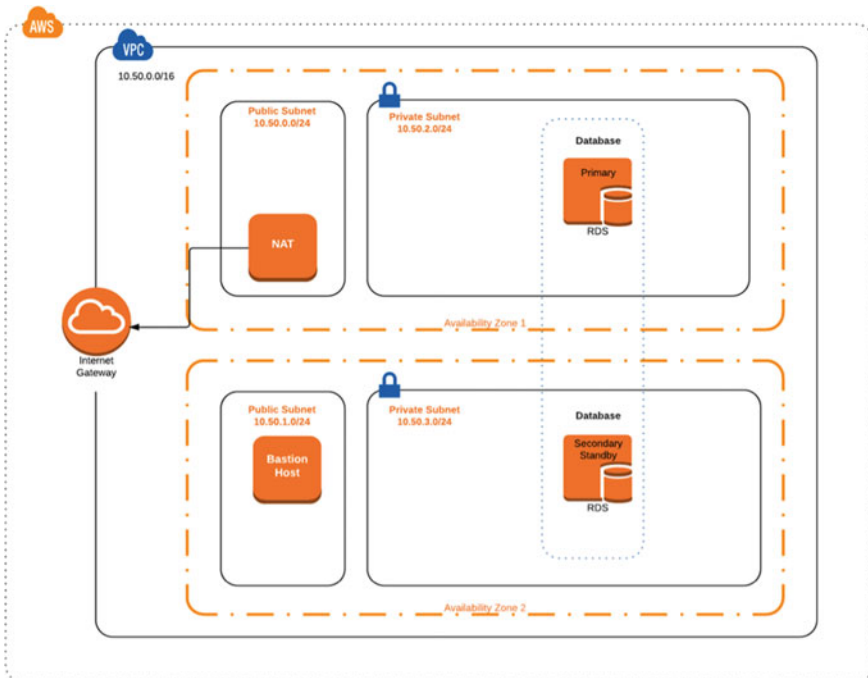 AWS
VPC
10.50.0.0/16
Public Subnet
10.50.0.0/24
NAT
Private Subnet
10.50.2.0/24
Database
Primary
RDS
Availability Zone 1
Internet
Gateway
Public Subnet
10.50.1.0/24
Bastion
Host
Private Subnet
10.50.3.0/24
Database
Secondary
Standby
RDS
Availability Zone 2